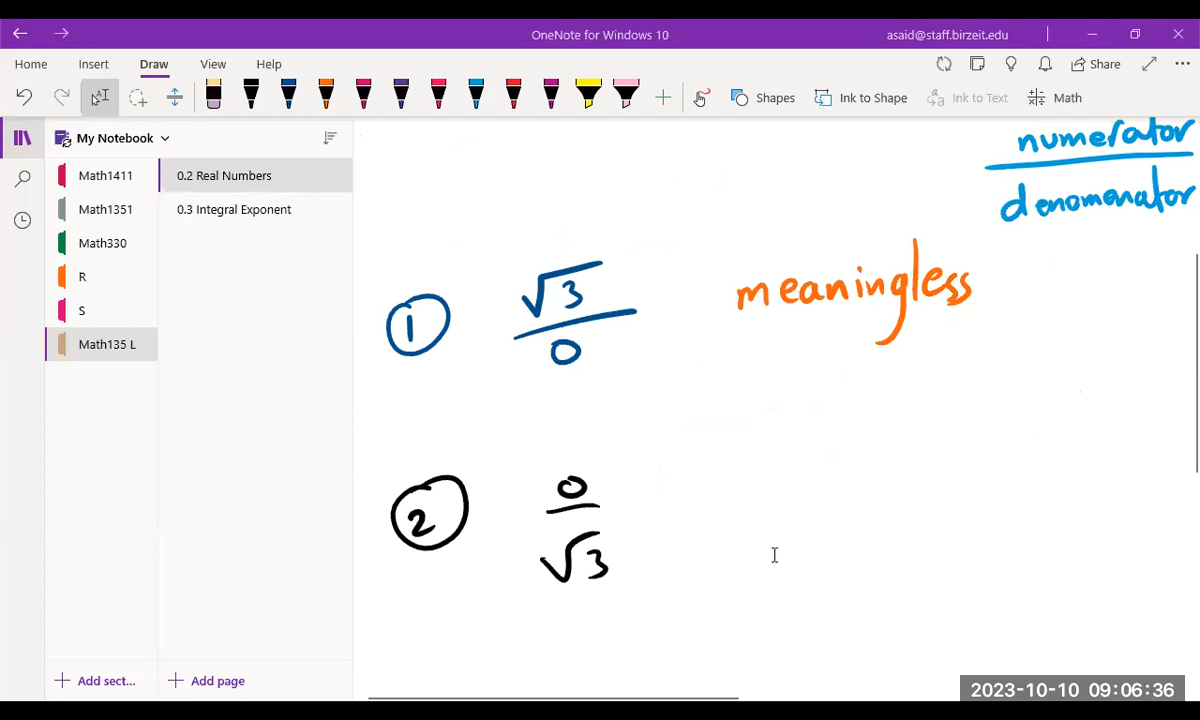 OneNote for Windows 10
asaid@staff.birzeit.edu
Home Insert Draw View Help
Share
Shapes Ink to Shape Ink to Text Math
My Notebook
Math1411
Math1351
Math330
R
S
Math135 L
0.2 Real Numbers
0.3 Integral Exponent
numerator
denomenator
1 √3
0
meaningless
2 0
√3
Add sect...
Add page
2023-10-10 09:06:36